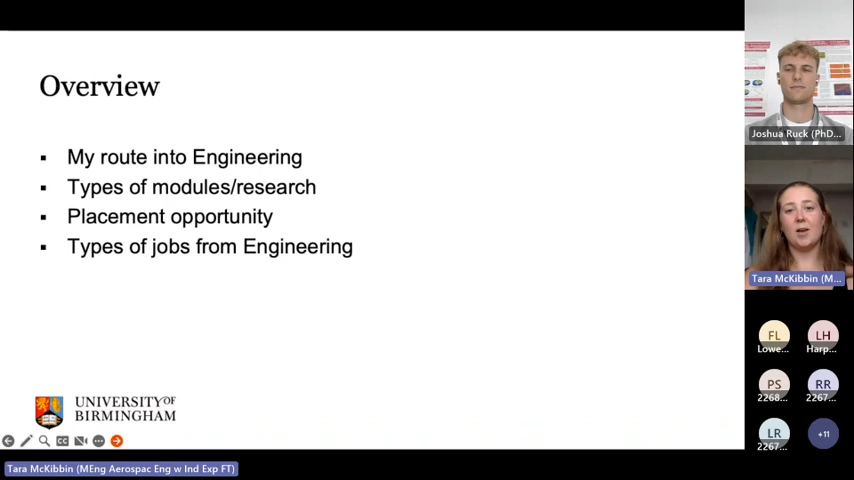 Overview
My route into Engineering
Types of modules/research
Placement opportunity
Types of jobs from Engineering
UNIVERSITYOF
BIRMINGHAM
Tara McKibbin (MEng Aerospac Eng w Ind Exp FT)
Joshua Ruck (PhD...
Tara McKibbin (M...
FL
LH
Lowe...
Harp...
PS
RR
2268...
2267...
LR
+11
2267...
CC